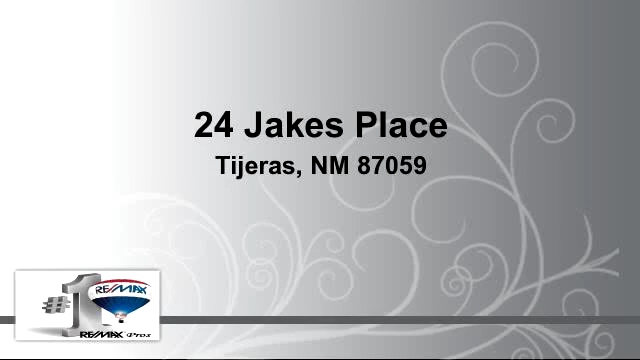 24 Jakes Place
Tijeras, NM 87059
#1
RE/MAX
RE/MAX Pros